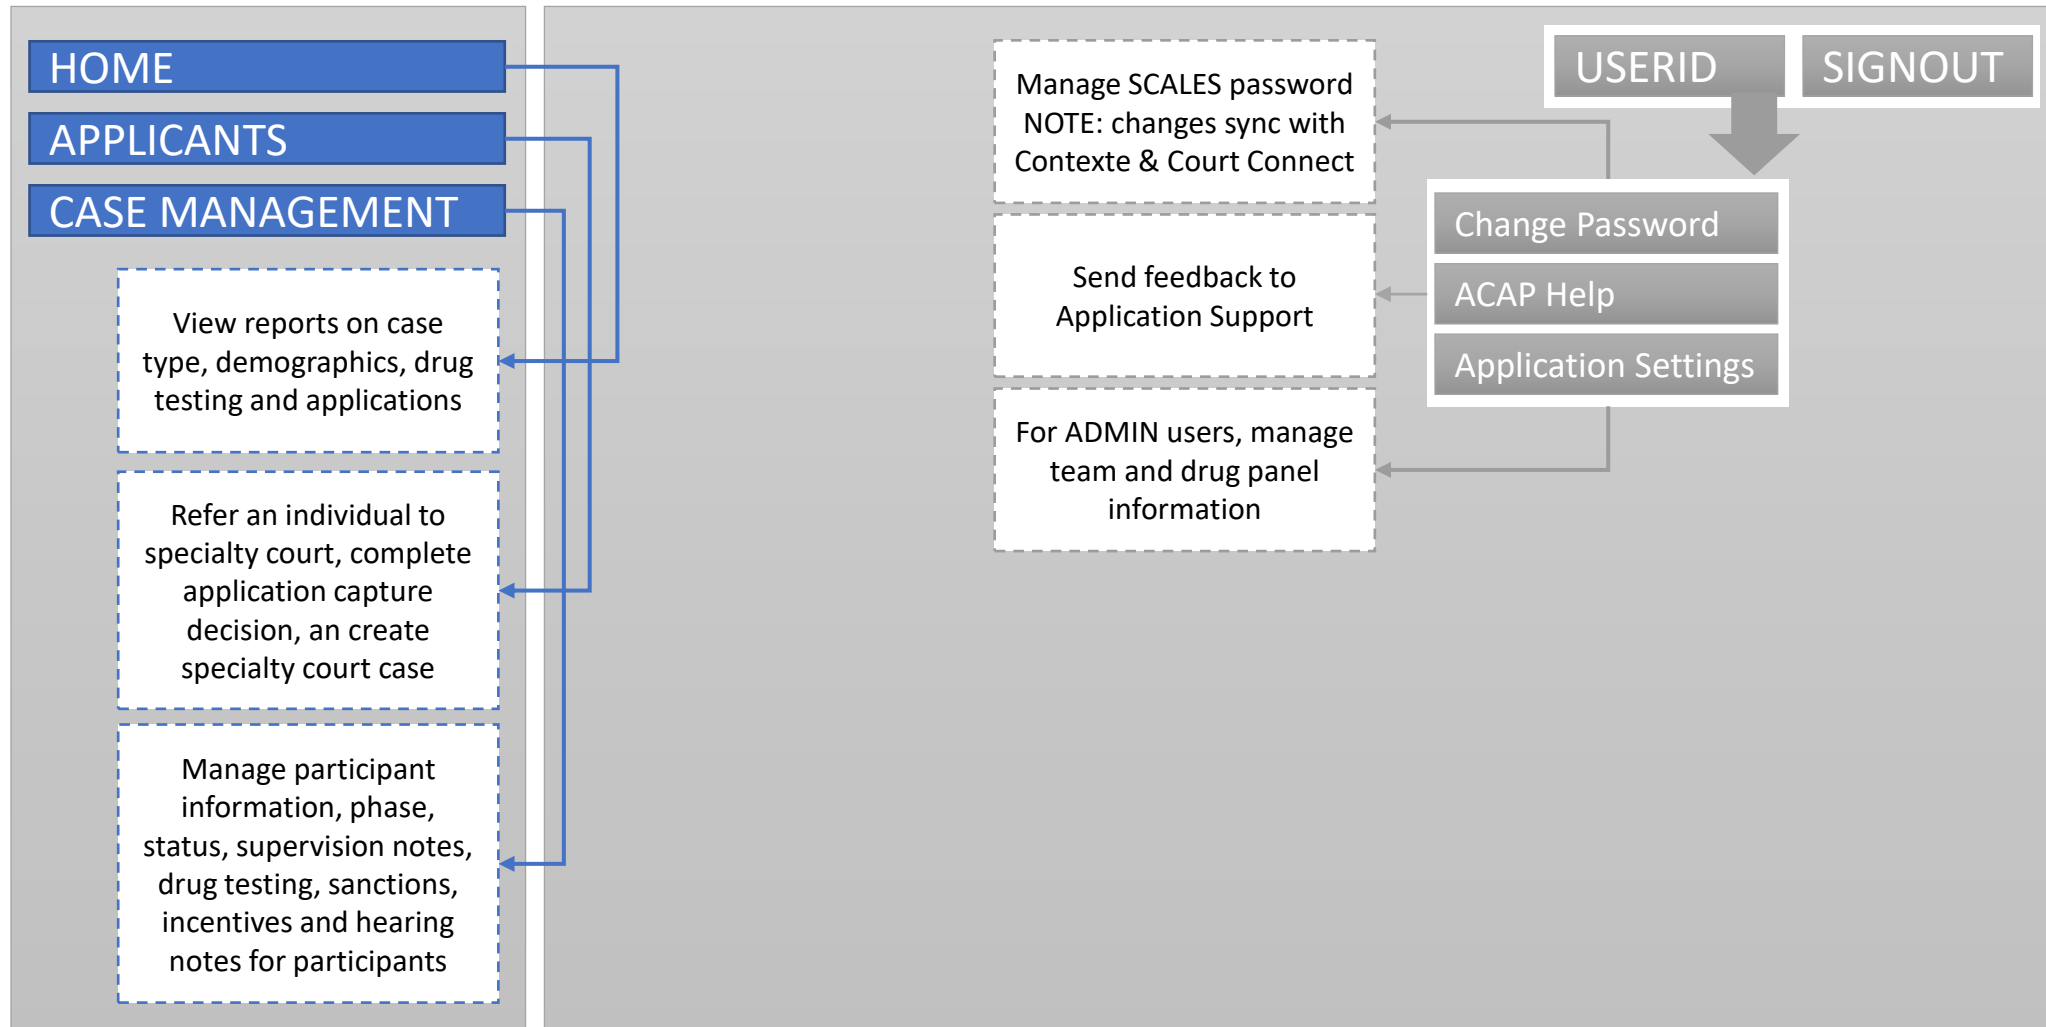 HOME
APPLICANTS
CASE MANAGEMENT
View reports on case
type, demographics, drug
testing and applications
Refer an individual to
specialty court, complete
application capture
decision, an create
specialty court case
Manage participant
information, phase,
status, supervision notes,
drug testing, sanctions,
incentives and hearing
notes for participants
Manage SCALES password
NOTE: changes sync with
Contexte & Court Connect
Send feedback to
Application Support
For ADMIN users, manage
team and drug panel
information
USERID
SIGNOUT
Change Password
ACAP Help
Application Settings